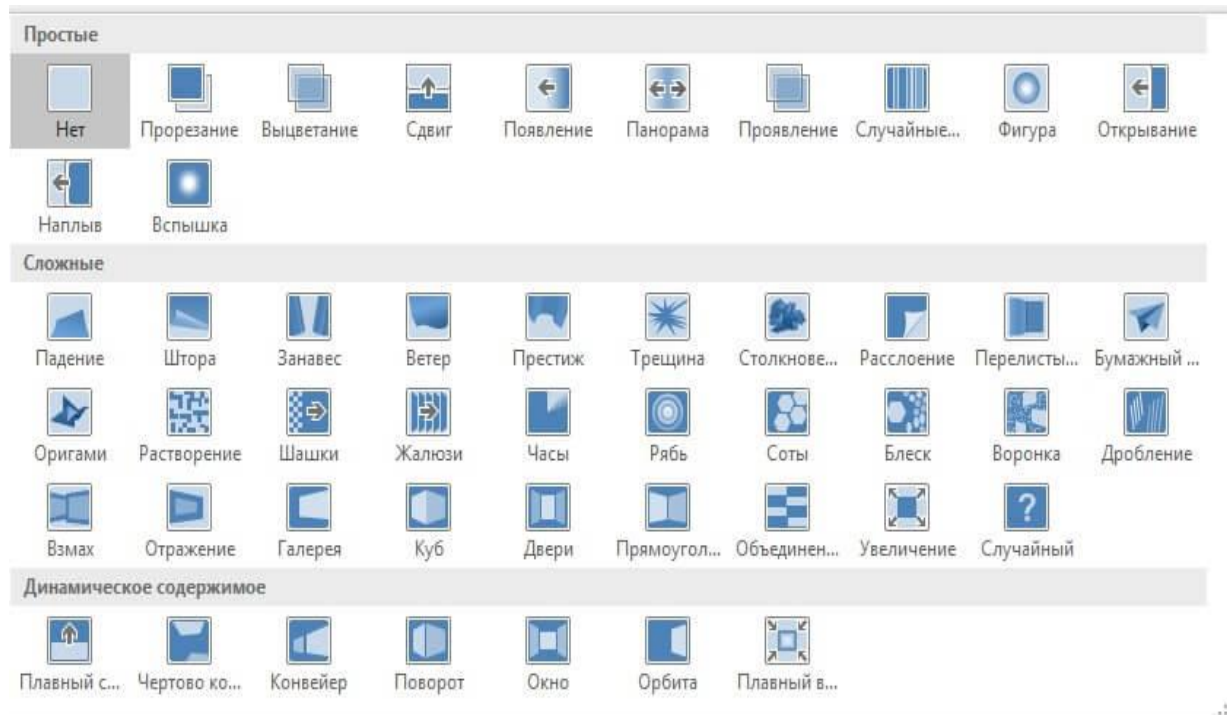 Простые
Нет Прорезание Выцветание Сдвиг Появление Панорама Проявление Случайные... Фигура Открывание
Наплыв Вспышка
Сложные
Падение Штора Занавес Ветер Престиж Трещина Столкнове... Расслоение Перелисты... Бумажный ...
Оригами Растворение Шашки Жалюзи Часы Рябь Соты Блеск Воронка Дробление
Взмах Отражение Галерея Куб Двери Прямоугол... Объединен... Увеличение Случайный
?
Динамическое содержимое
Плавный с... Чертово ко... Конвейер Поворот Окно Орбита Плавный в...